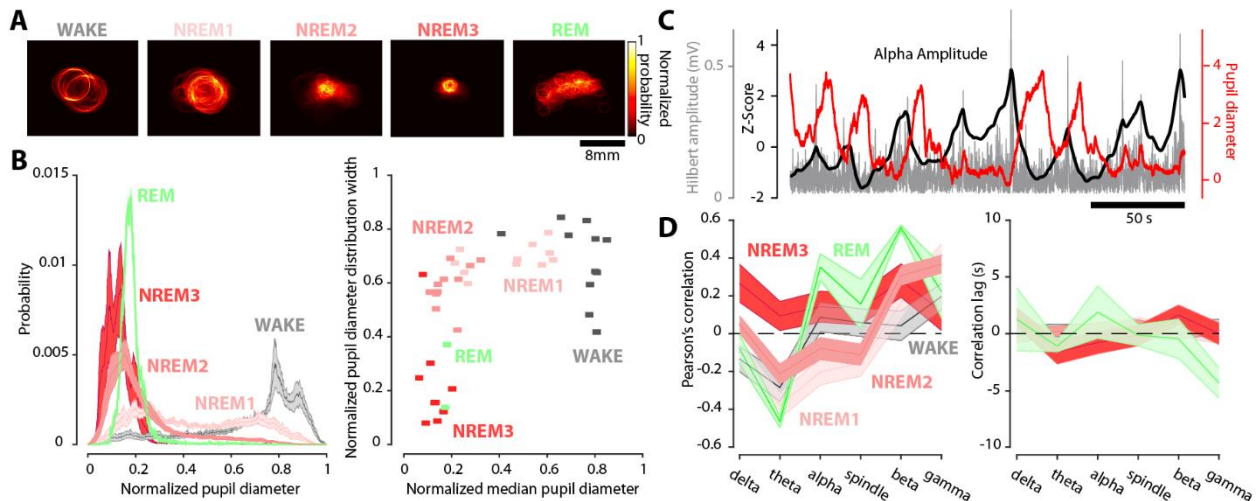 A
WAKE
NREM1
NREM2
NREM3
REM
1
0
Normalized
probability
8mm
B
0.015
0.01
0.005
0
Probability
REM
NREM3
NREM2
NREM1
WAKE
0 0.2 0.4 0.6 0.8 1
Normalized pupil diameter
Normalized pupil diameter distribution width
1
0.8
0.6
0.4
0.2
0
NREM2
NREM1
REM
WAKE
NREM3
0 0.2 0.4 0.6 0.8 1
Normalized median pupil diameter
C
Hilbert amplitude (mV)
0.5
0
Z-Score
4
2
0
-2
Alpha Amplitude
4
2
0
Pupil
diameter
50 s
D
Pearson's correlation
0.6
0.4
0.2
0
-0.2
-0.4
-0.6
NREM3
REM
WAKE
NREM2
NREM1
delta
theta
alpha
spindle
beta
gamma
Correlation lag (s)
10
5
0
-5
-10
delta
theta
alpha
spindle
beta
gamma